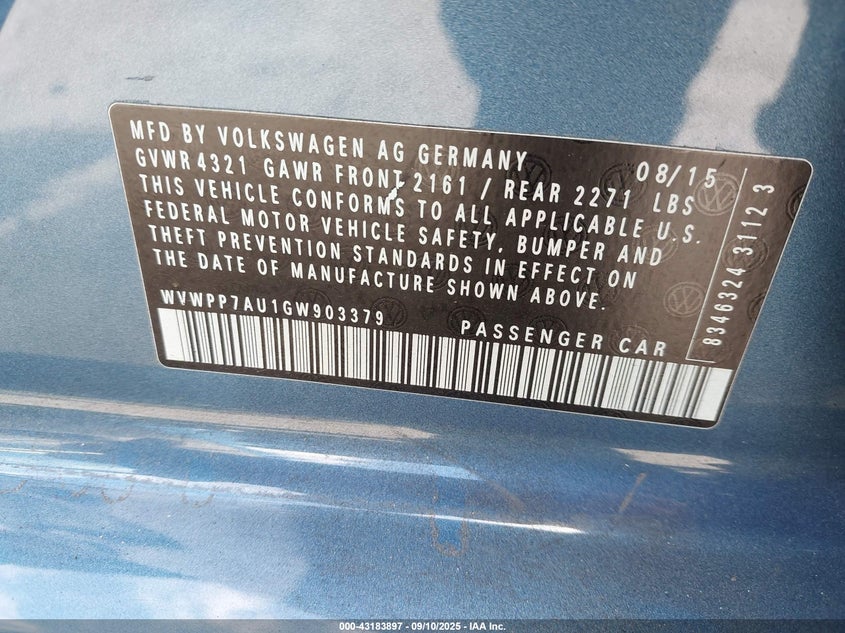 MFD BY VOLKSWAGEN AG GERMANY 08/15
GVWR 4321 GAWR FRONT 2161 / REAR 2271 LBS
THIS VEHICLE CONFORMS TO ALL APPLICABLE U.S.
FEDERAL MOTOR VEHICLE SAFETY, BUMPER AND
THEFT PREVENTION STANDARDS IN EFFECT ON
THE DATE OF MANUFACTURE SHOWN ABOVE.
WVWPP7AU1GW903379
PASSENGER CAR
8346324 3112 3
000-43183897 - 09/10/2025 - IAA Inc.